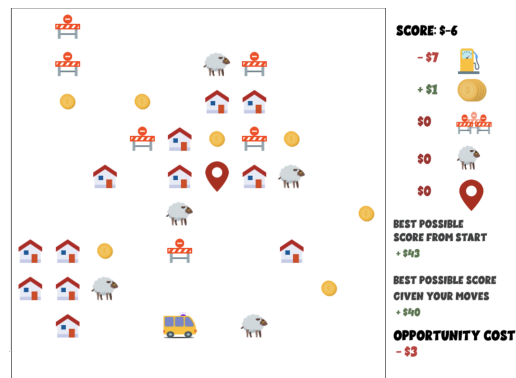 SCORE: $-6
- $7
+ $1
$0
$0
$0
BEST POSSIBLE
SCORE FROM START
+ $43
BEST POSSIBLE SCORE
GIVEN YOUR MOVES
+ $40
OPPORTUNITY COST
- $3